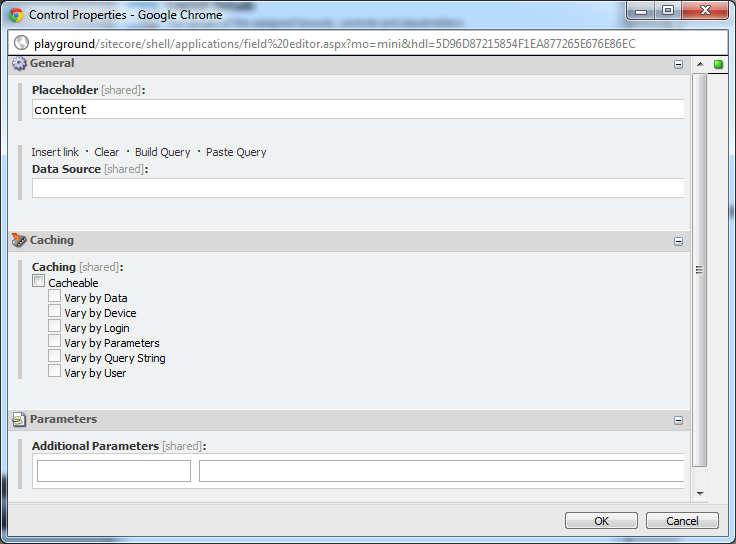 Control Properties - Google Chrome
playground/sitecore/shell/applications/field%20editor.aspx?mo=mini&hdl=5D96D87215854F1EA877265E676E86EC
General
Placeholder [shared]:
content
Insert link · Clear · Build Query · Paste Query
Data Source [shared]:
Caching
Caching [shared]:
Cacheable
Vary by Data
Vary by Device
Vary by Login
Vary by Parameters
Vary by Query String
Vary by User
Parameters
Additional Parameters [shared]:
OK Cancel